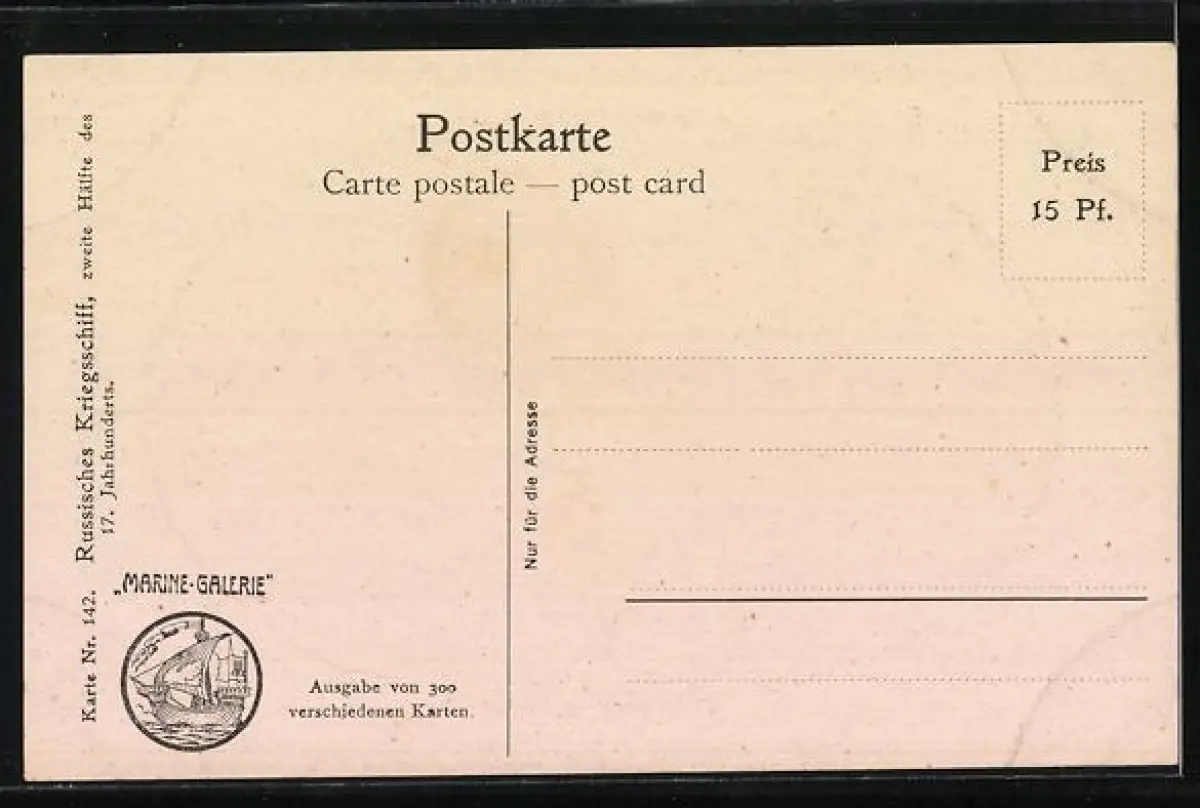 Postkarte
Carte postale — post card
Preis
15 Pf.
Karte Nr. 142. Russisches Kriegsschiff, zweite Hälfte des
17. Jahrhunderts.
Nur für die Adresse
„MARINE-GALERIE"
Ausgabe von 300
verschiedenen Karten.